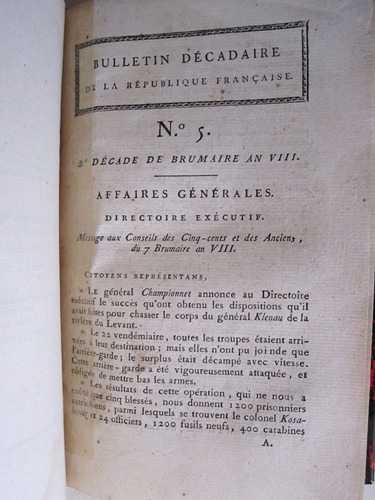 BULLETIN DÉCADAIRE
DE LA RÉPUBLIQUE FRANÇAISE.
N.º 5.
2e DÉCADE DE BRUMAIRE AN VIII.
AFFAIRES GÉNÉRALES.
DIRECTOIRE EXÉCUTIF.
Message aux Conseils des Cinq-cents et des Anciens,
du 7 Brumaire an VIII.
CITOYENS REPRÉSENTANS,
» Le général Championnet annonce au Directoire
exécutif le succès qu'ont obtenu les dispositions qu'il
avait faites pour chasser le corps du général Klenau de la
rivière du Levant.
» Le 22 vendémiaire, toutes les troupes étaient arri-
vées à leur destination; mais elles n'ont pu joindre que
l'arrière-garde; le surplus était décampé avec vitesse.
Cette arrière-garde a été vigoureusement attaquée, et
obligée de mettre bas les armes.
» Les résultats de cette opération, qui ne nous a
coûté que cinq blessés, nous donnent 1200 prisonniers
autrichiens, parmi lesquels se trouvent le colonel Kosa-
et 24 officiers, 1200 fusils neufs, 400 carabines
A.